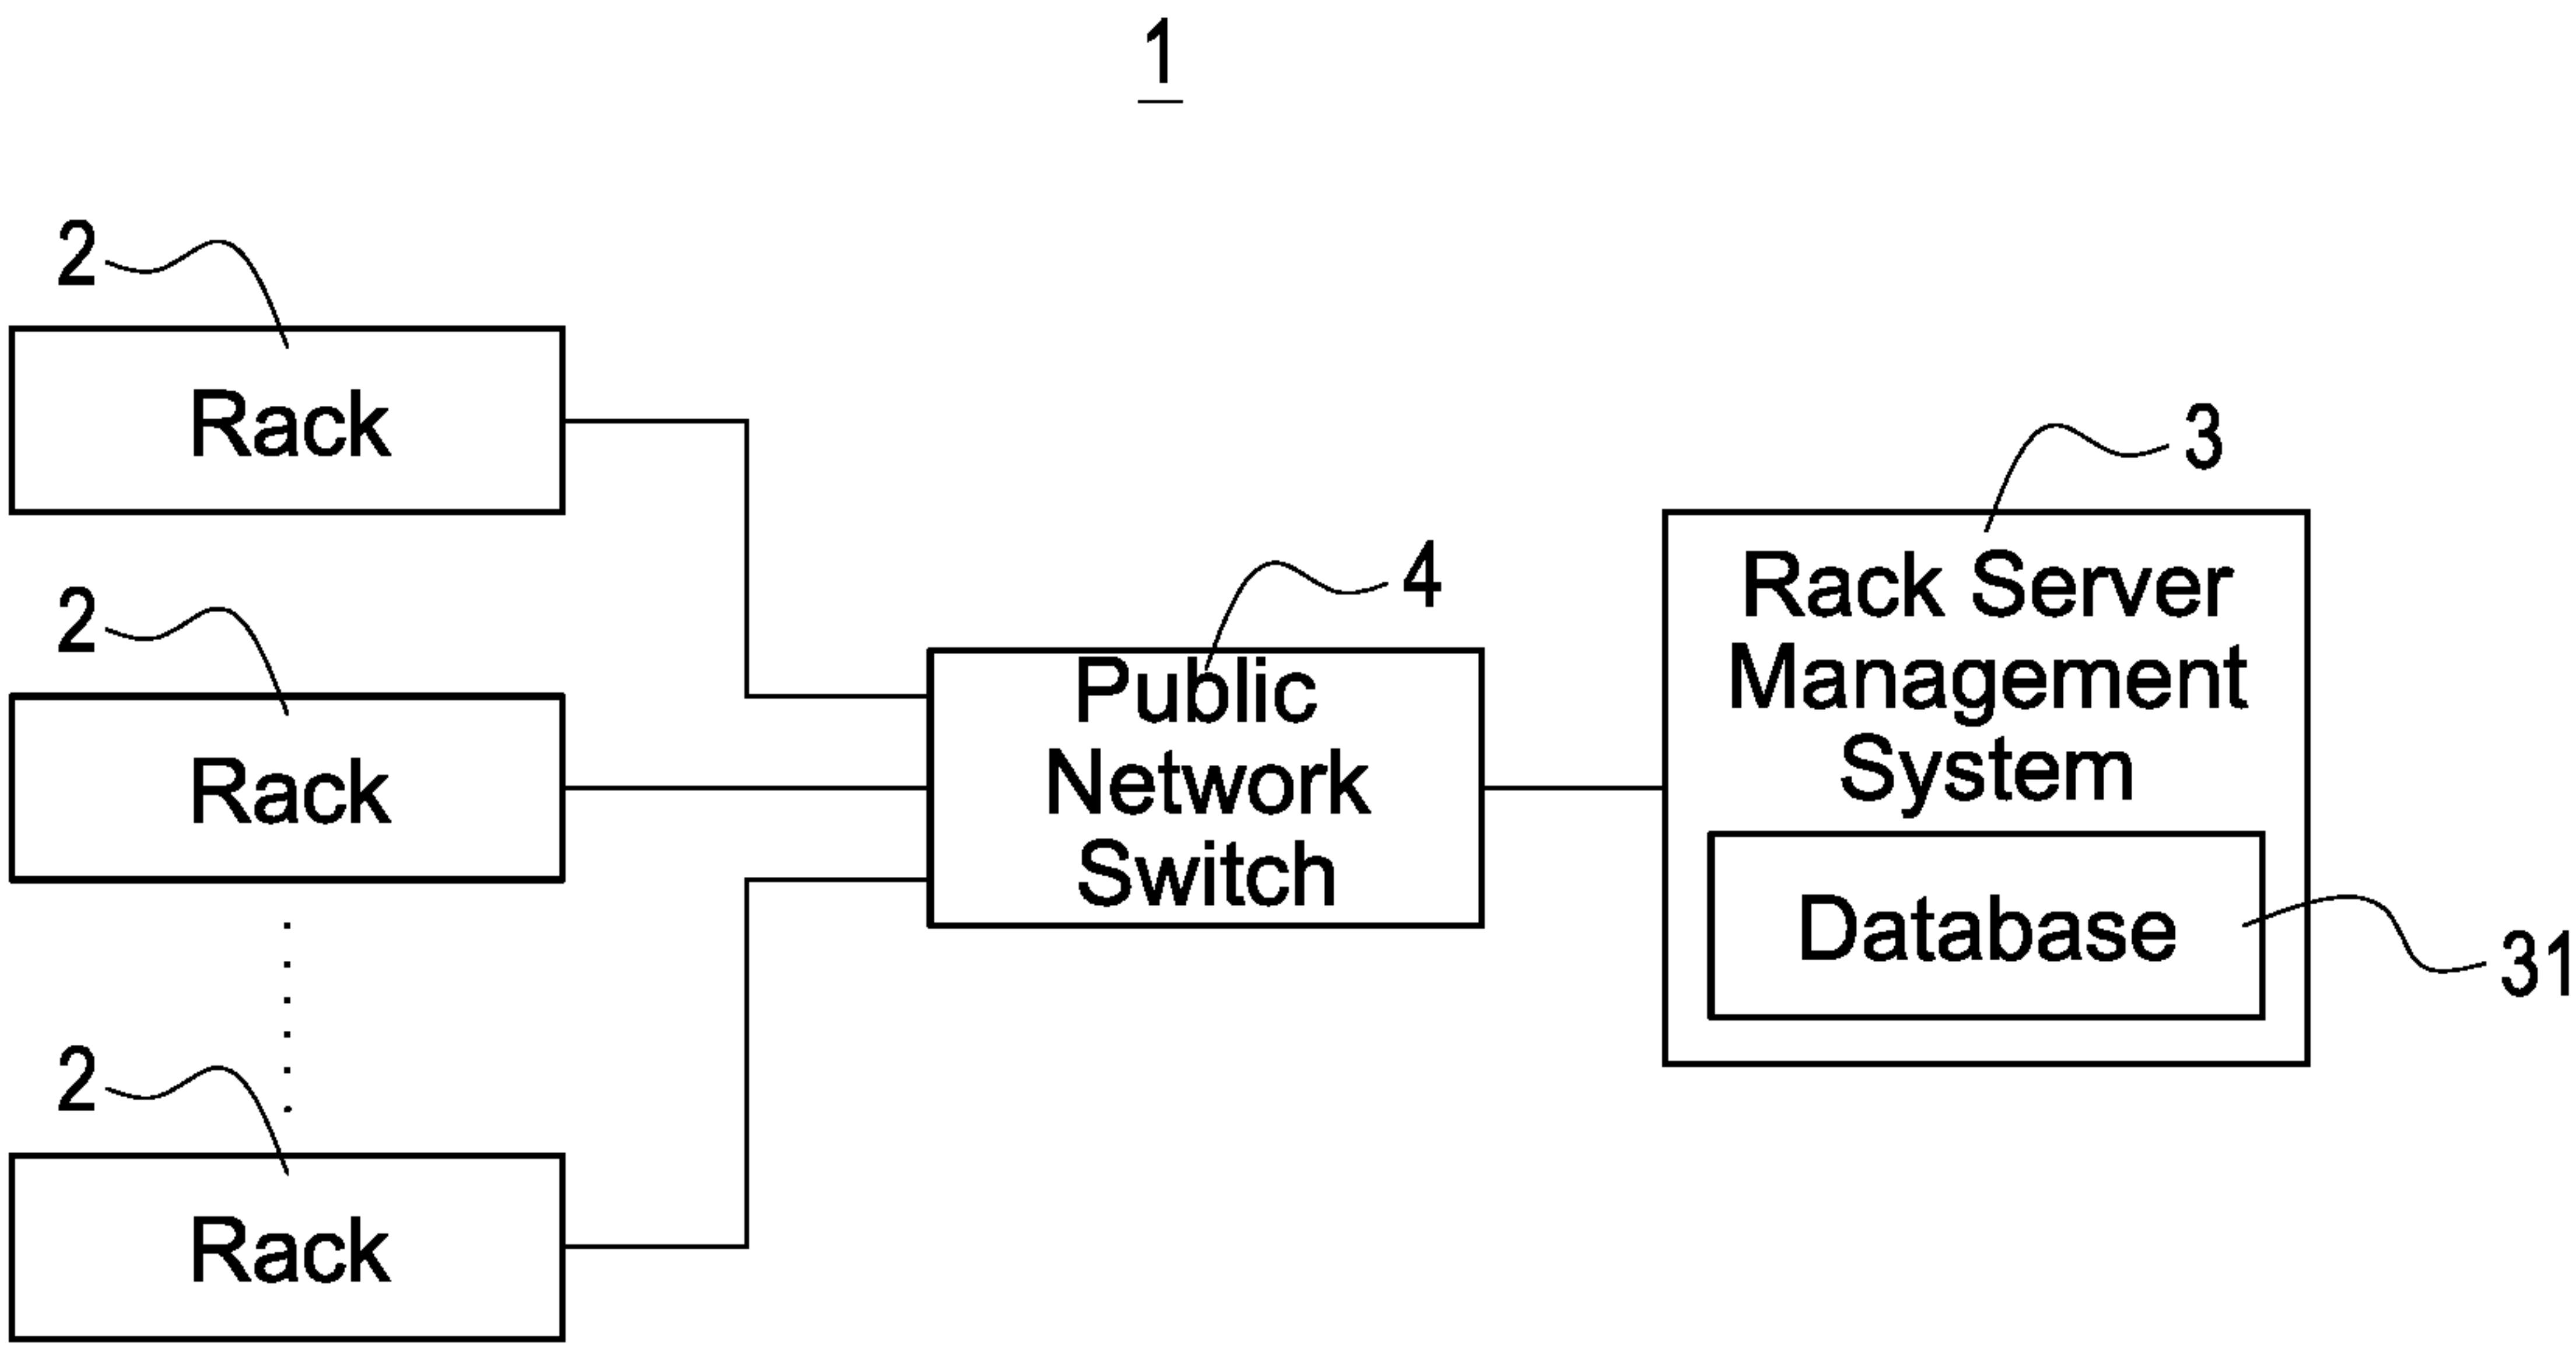 1
2
Rack
2
Rack
2
Rack
4
Public
Network
Switch
3
Rack Server
Management
System
Database
31